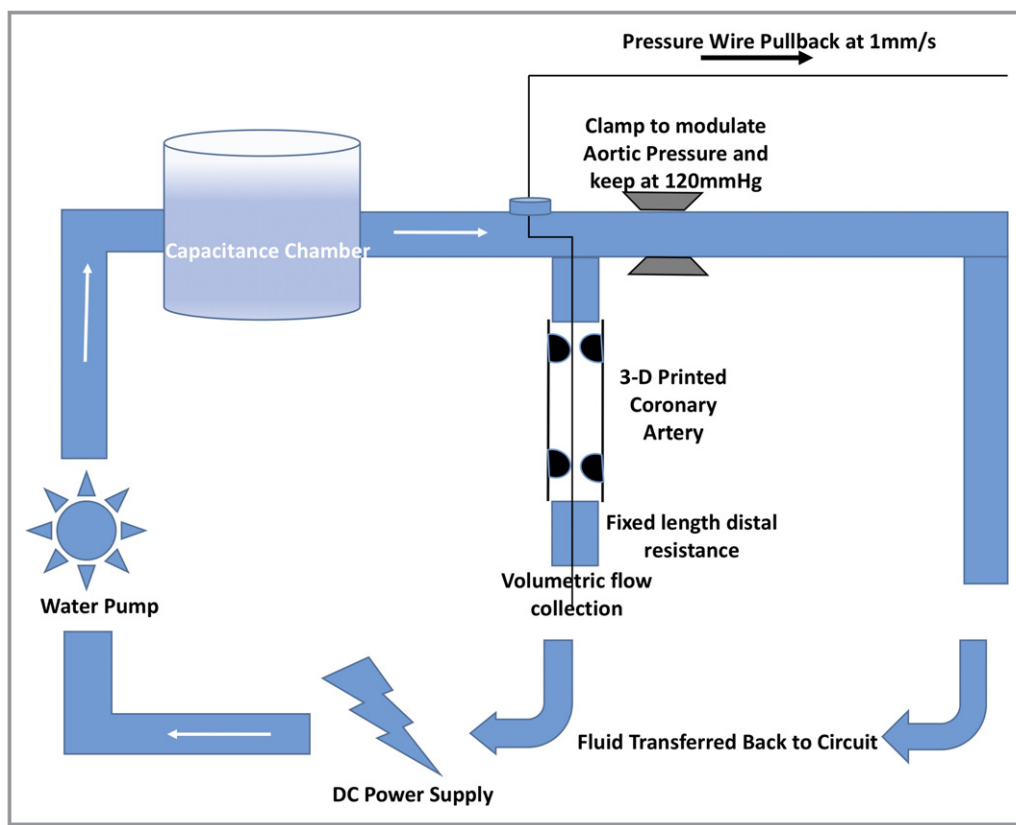 Pressure Wire Pullback at 1mm/s
Clamp to modulate
Aortic Pressure and
keep at 120mmHg
Capacitance Chamber
3-D Printed
Coronary
Artery
Fixed length distal
resistance
Volumetric flow
collection
Water Pump
Fluid Transferred Back to Circuit
DC Power Supply